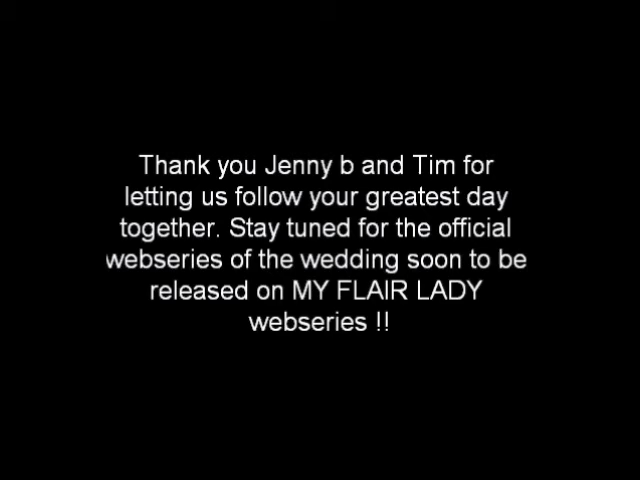 Thank you Jenny b and Tim for
letting us follow your greatest day
together. Stay tuned for the official
webseries of the wedding soon to be
released on MY FLAIR LADY
webseries !!